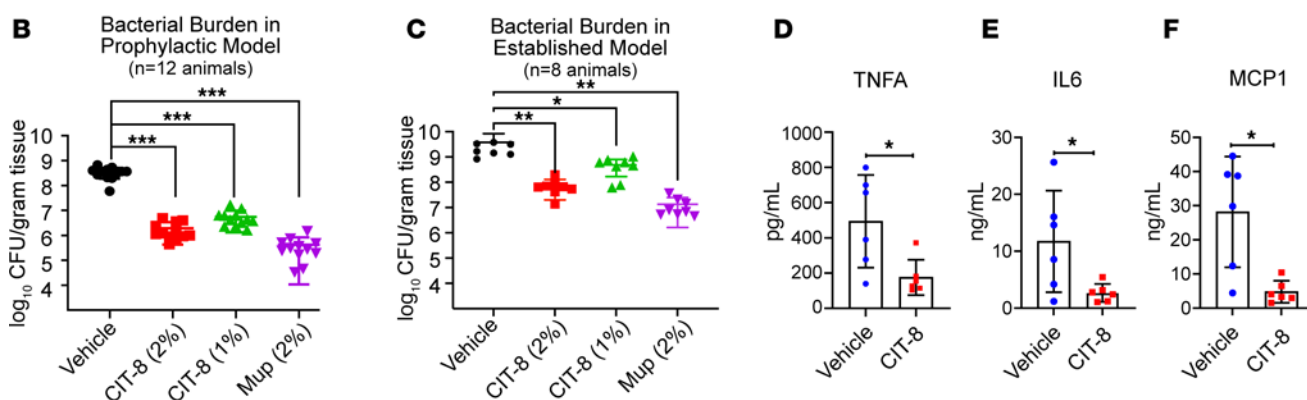 B
Bacterial Burden in
Prophylactic Model
(n=12 animals)
***
***
***
log₁₀ CFU/gram tissue
10
9
8
7
6
5
4
Vehicle
CIT-8 (2%)
CIT-8 (1%)
Mup (2%)
C
Bacterial Burden in
Established Model
(n=8 animals)
**
*
**
log₁₀ CFU/gram tissue
10
9
8
7
6
5
4
Vehicle
CIT-8 (2%)
CIT-8 (1%)
Mup (2%)
D
TNFA
*
pg/mL
800
600
400
200
0
Vehicle
CIT-8
E
IL6
*
ng/mL
30
20
10
0
Vehicle
CIT-8
F
MCP1
*
ng/mL
50
40
30
20
10
0
Vehicle
CIT-8